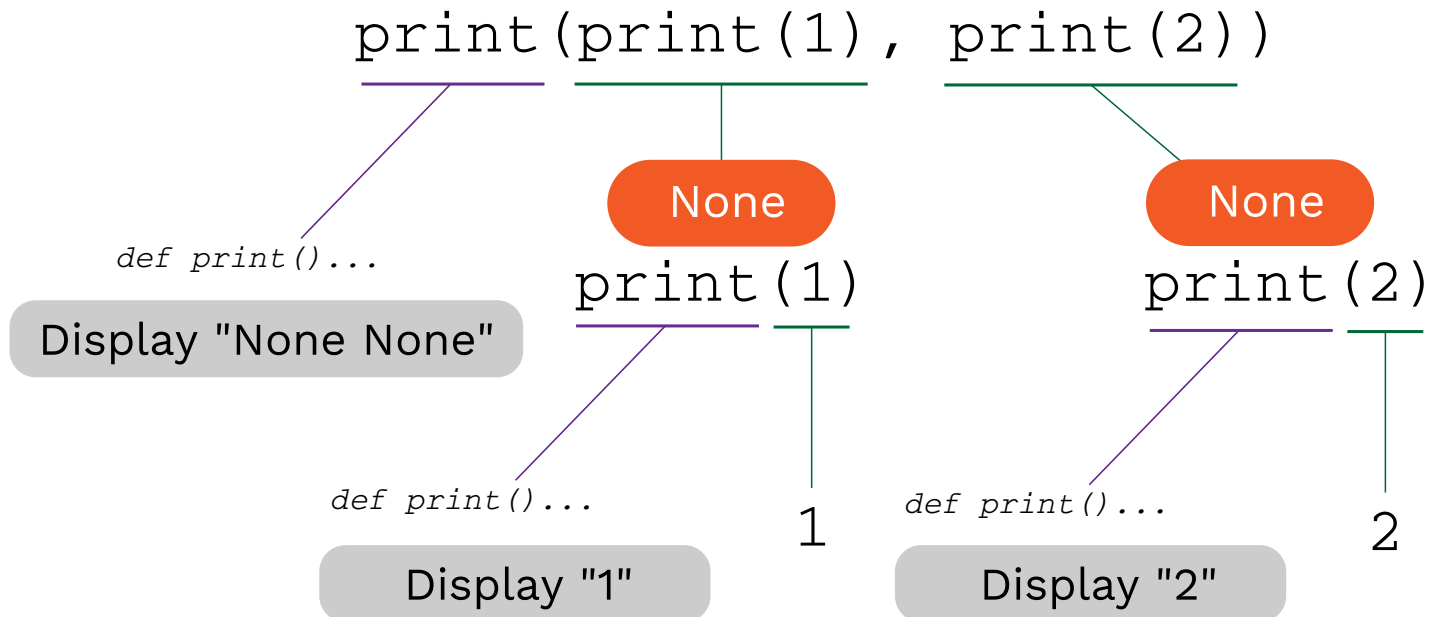 print(print(1), print(2))
None
None
def print()...
print(1)
print(2)
Display "None None"
def print()...
1
def print()...
2
Display "1"
Display "2"